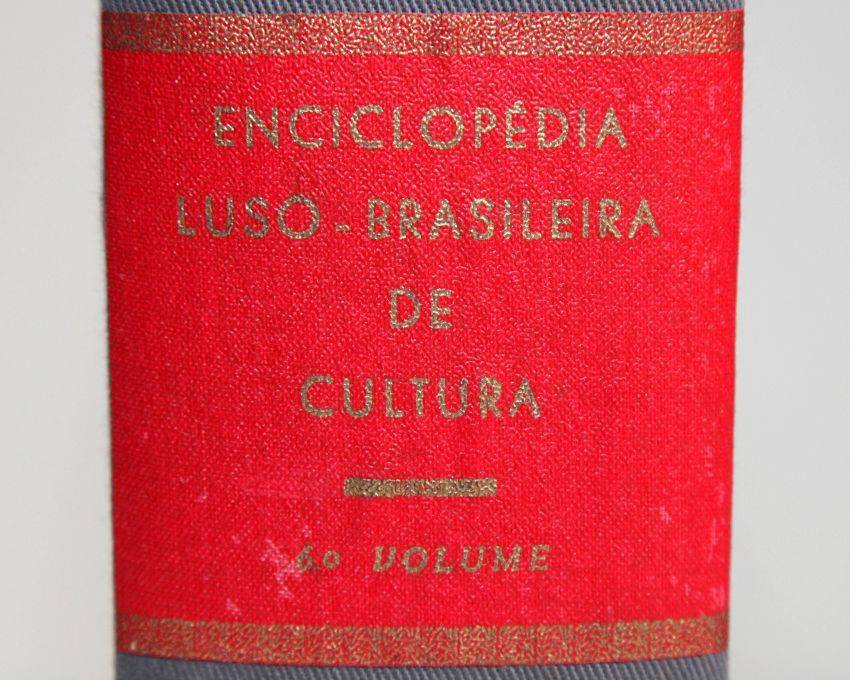 ENCICLOPÉDIA
LUSO-BRASILEIRA
DE
CULTURA
6.o VOLUME